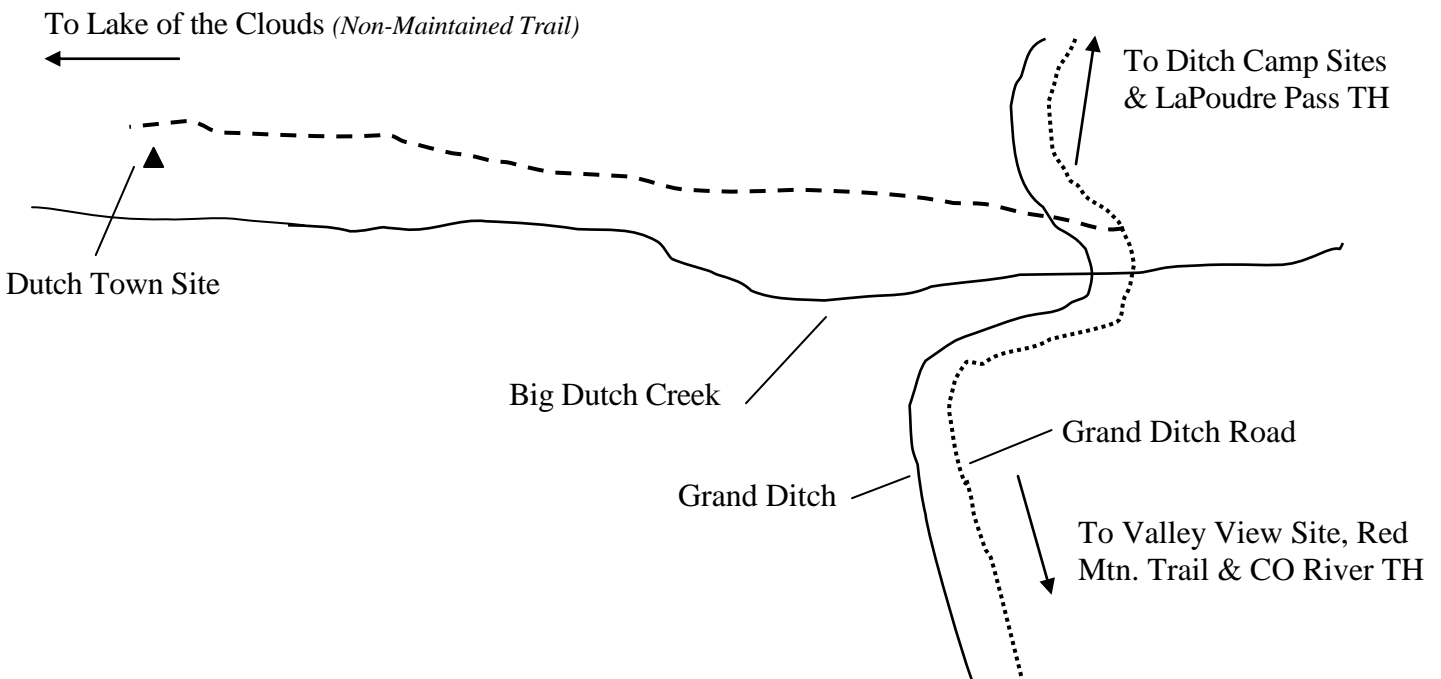 To Lake of the Clouds (Non-Maintained Trail)
To Ditch Camp Sites
& LaPoudre Pass TH
Dutch Town Site
Big Dutch Creek
Grand Ditch Road
Grand Ditch
To Valley View Site, Red
Mtn. Trail & CO River TH